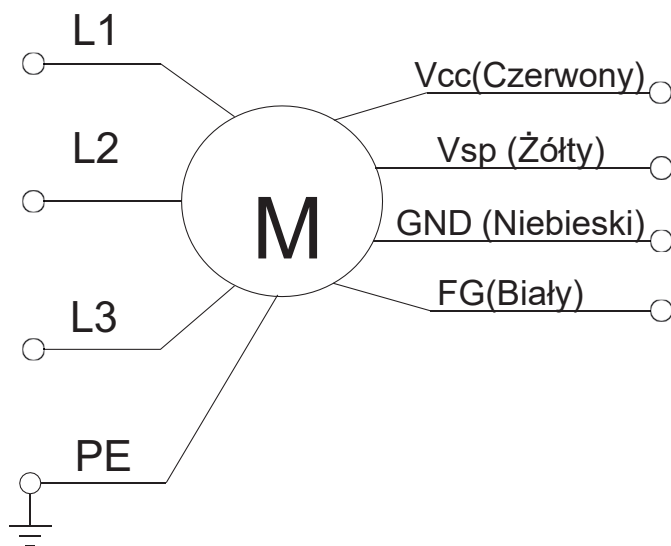 L1
L2
L3
PE
M
Vcc(Czerwony)
Vsp (Żółty)
GND (Niebieski)
FG(Biały)